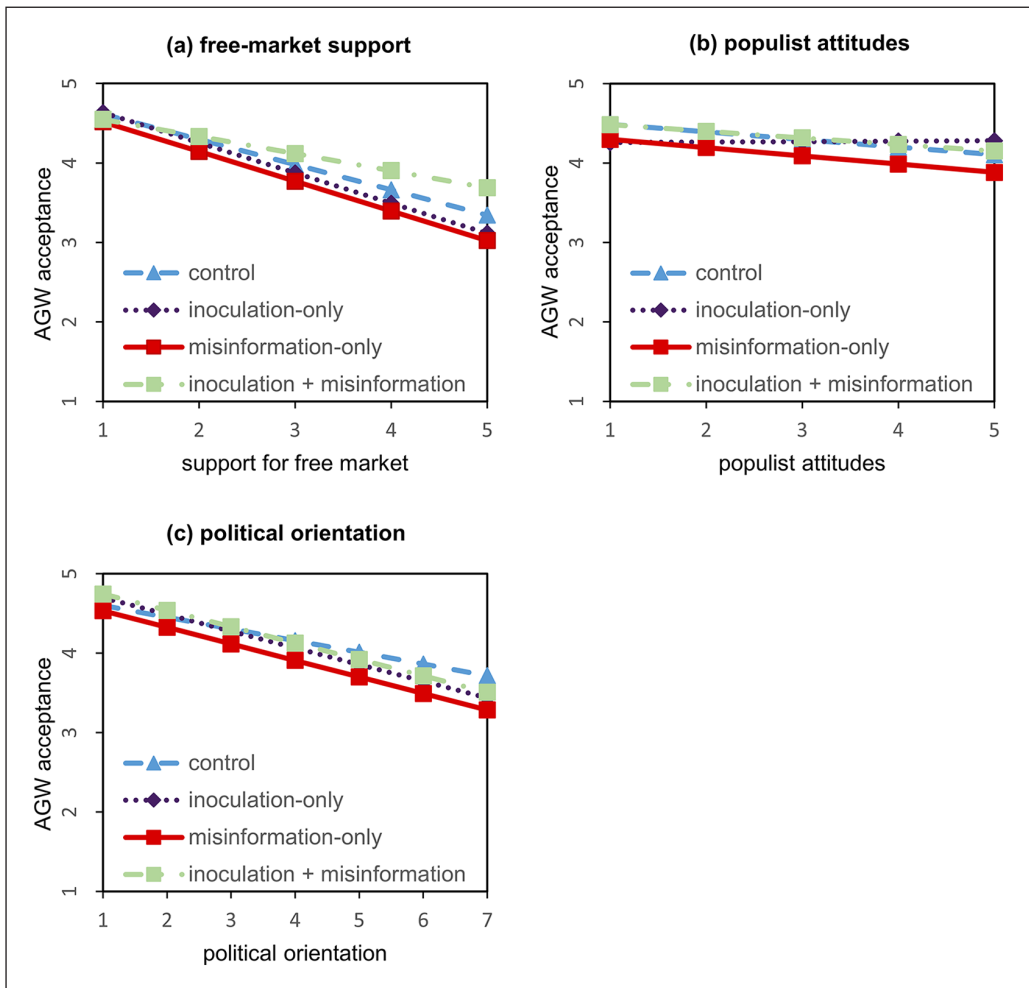 (a) free-market support
AGW acceptance
5
4
3
2
1
control
inoculation-only
misinformation-only
inoculation + misinformation
1 2 3 4 5
support for free market
(b) populist attitudes
AGW acceptance
5
4
3
2
1
control
inoculation-only
misinformation-only
inoculation + misinformation
1 2 3 4 5
populist attitudes
(c) political orientation
AGW acceptance
5
4
3
2
1
control
inoculation-only
misinformation-only
inoculation + misinformation
1 2 3 4 5 6 7
political orientation